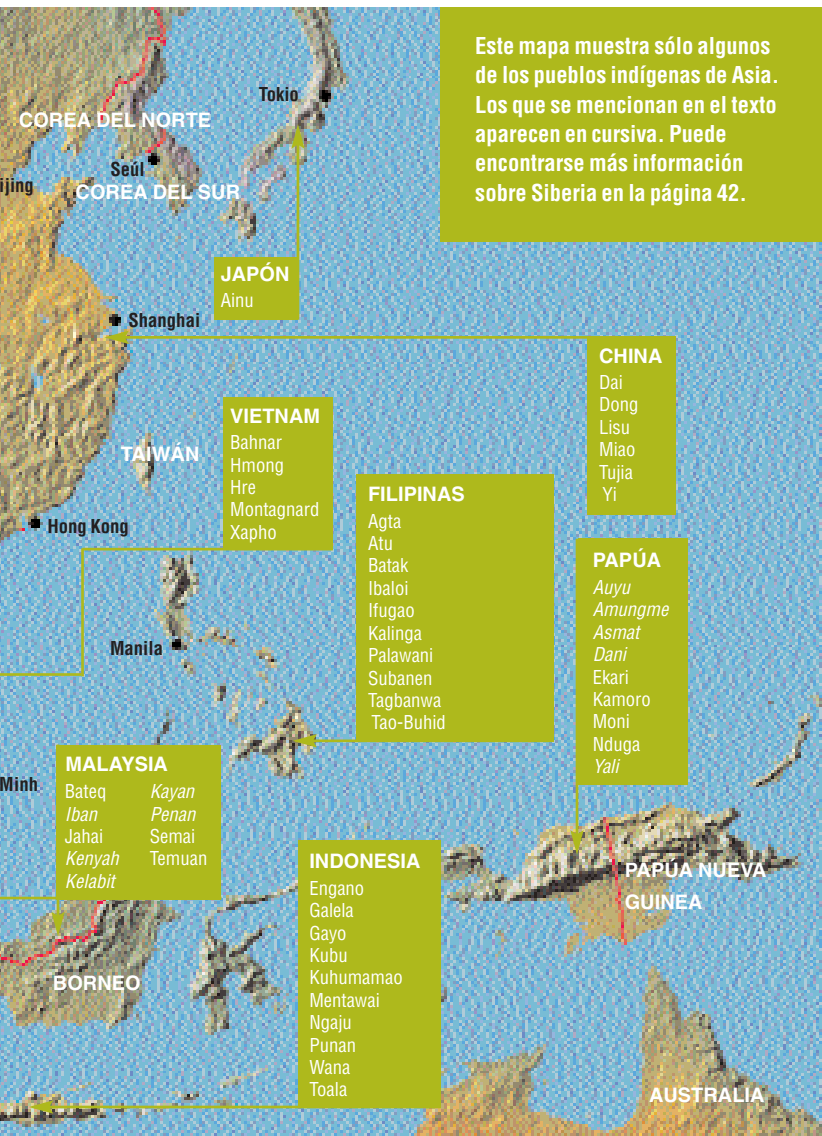 Este mapa muestra sólo algunos
de los pueblos indígenas de Asia.
Los que se mencionan en el texto
aparecen en cursiva. Puede
encontrarse más información
sobre Siberia en la página 42.
Tokio
COREA DEL NORTE
Seúl
ijing
COREA DEL SUR
JAPÓN
Ainu
Shanghai
CHINA
Dai
Dong
Lisu
Miao
Tujia
Yi
VIETNAM
Bahnar
Hmong
Hre
Montagnard
Xapho
TAIWÁN
Hong Kong
FILIPINAS
Agta
Atu
Batak
Ibaloi
Ifugao
Kalinga
Palawani
Subanen
Tagbanwa
Tao-Buhid
PAPÚA
Auyu
Amungme
Asmat
Dani
Ekari
Kamoro
Moni
Nduga
Yali
Manila
Minh
MALAYSIA
Bateq Kayan
Iban Penan
Jahai Semai
Kenyah Temuan
Kelabit
INDONESIA
Engano
Galela
Gayo
Kubu
Kuhumamao
Mentawai
Ngaju
Punan
Wana
Toala
PAPÚA NUEVA
GUINEA
BORNEO
AUSTRALIA